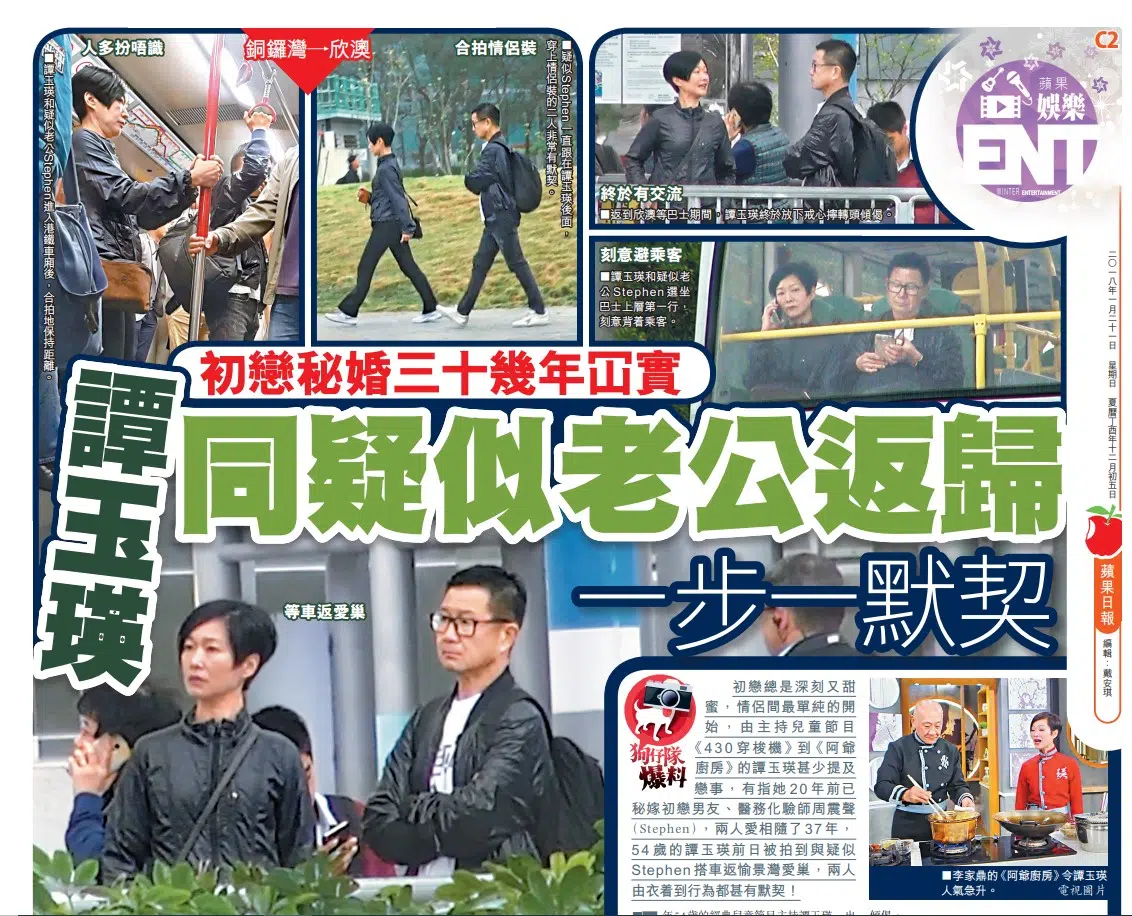 人多扮唔識
銅鑼灣→欣澳
合拍情侶裝
■譚玉瑛和疑似老公Stephen進入港鐵車廂後，合拍地保持距離。
■疑似Stephen一直跟在譚玉瑛後面，
穿上情侶裝的二人非常有默契。
終於有交流
■返到欣澳等巴士期間，譚玉瑛終於放下戒心擰轉頭傾偈。
刻意避乘客
■譚玉瑛和疑似老
公Stephen選坐
巴士上層第一行，
刻意背着乘客。
C2
蘋果
娛樂
ENT
WINTER ENTERTAINMENT
二〇一八年一月二十一日 星期日 夏曆丁酉年十二月初五日
蘋果日報
編輯：戴安琪
初戀秘婚三十幾年冚實
譚玉瑛
同疑似老公返歸
一步一默契
等車返愛巢
狗仔隊
爆料
初戀總是深刻又甜
蜜，情侶間最單純的開
始，由主持兒童節目
《430穿梭機》到《阿爺
廚房》的譚玉瑛甚少提及
戀事，有指她20年前已
秘嫁初戀男友、醫務化驗師周震聲
(Stephen)，兩人愛相隨了37年，
54歲的譚玉瑛前日被拍到與疑似
Stephen搭車返愉景灣愛巢，兩人
由衣着到行為都甚有默契！
■李家鼎的《阿爺廚房》令譚玉瑛
人氣急升。 電視圖片